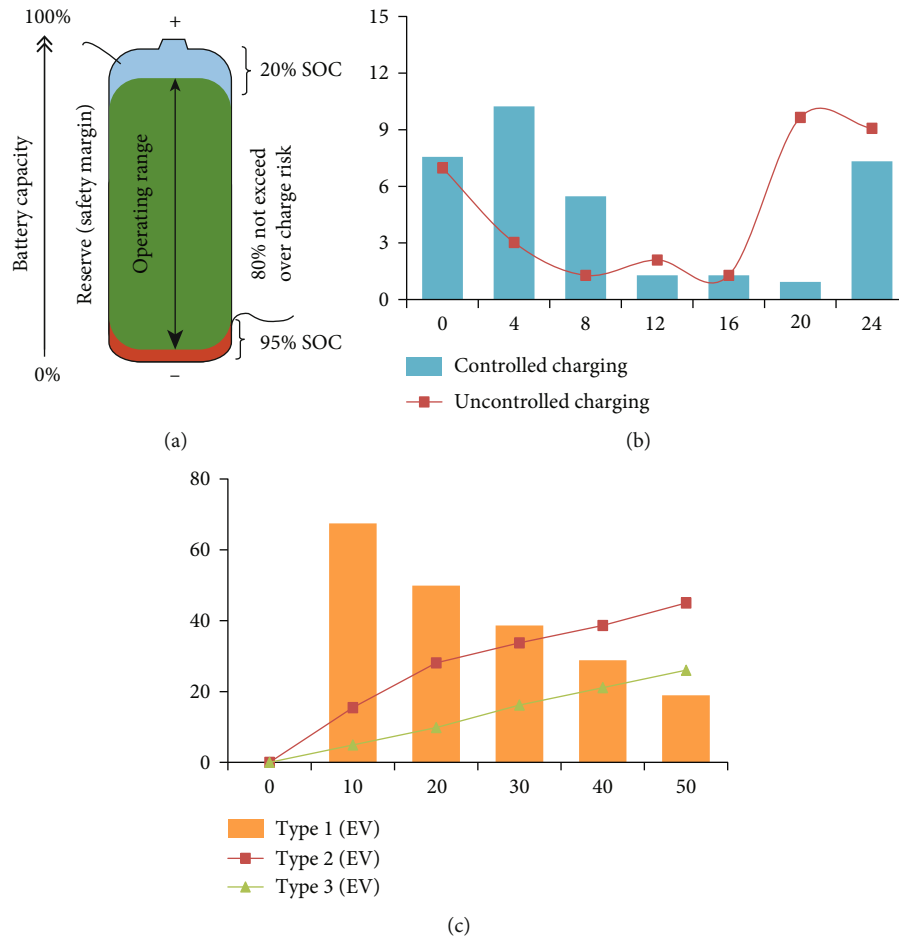 100%
+
20% SOC
Battery capacity
Reserve (safety margin)
Operating range
80% not exceed
over charge risk
95% SOC
0%
–
(a)
15
12
9
6
3
0
0 4 8 12 16 20 24
Controlled charging
Uncontrolled charging
(b)
80
60
40
20
0
0 10 20 30 40 50
Type 1 (EV)
Type 2 (EV)
Type 3 (EV)
(c)